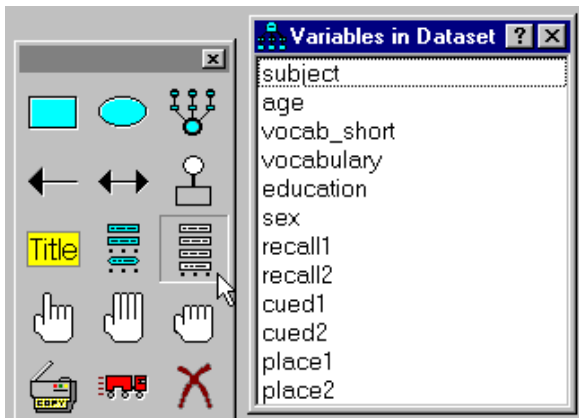 Variables in Dataset
subject
age
vocab_short
vocabulary
education
sex
recall1
recall2
cued1
cued2
place1
place2
Title
COPY